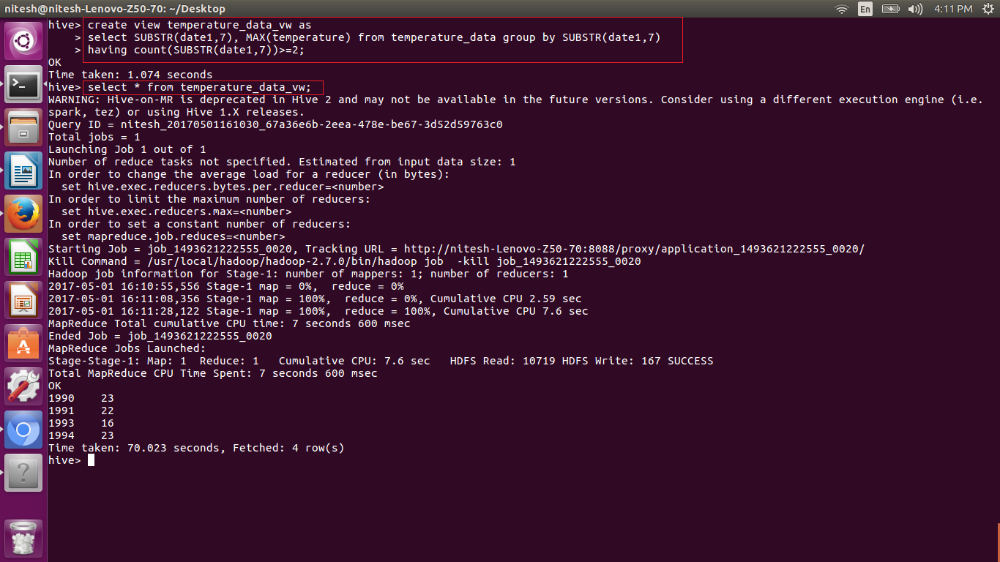 nitesh@nitesh-Lenovo-Z50-70: ~/Desktop
En
4:11 PM
hive> create view temperature_data_vw as
    > select SUBSTR(date1,7), MAX(temperature) from temperature_data group by SUBSTR(date1,7)
    > having count(SUBSTR(date1,7))>=2;
OK
Time taken: 1.074 seconds
hive> select * from temperature_data_vw;
WARNING: Hive-on-MR is deprecated in Hive 2 and may not be available in the future versions. Consider using a different execution engine (i.e.
spark, tez) or using Hive 1.X releases.
Query ID = nitesh_20170501161030_67a36e6b-2eea-478e-be67-3d52d59763c0
Total jobs = 1
Launching Job 1 out of 1
Number of reduce tasks not specified. Estimated from input data size: 1
In order to change the average load for a reducer (in bytes):
  set hive.exec.reducers.bytes.per.reducer=<number>
In order to limit the maximum number of reducers:
  set hive.exec.reducers.max=<number>
In order to set a constant number of reducers:
  set mapreduce.job.reduces=<number>
Starting Job = job_1493621222555_0020, Tracking URL = http://nitesh-Lenovo-Z50-70:8088/proxy/application_1493621222555_0020/
Kill Command = /usr/local/hadoop/hadoop-2.7.0/bin/hadoop job  -kill job_1493621222555_0020
Hadoop job information for Stage-1: number of mappers: 1; number of reducers: 1
2017-05-01 16:10:55,556 Stage-1 map = 0%,  reduce = 0%
2017-05-01 16:11:08,356 Stage-1 map = 100%,  reduce = 0%, Cumulative CPU 2.59 sec
2017-05-01 16:11:28,122 Stage-1 map = 100%,  reduce = 100%, Cumulative CPU 7.6 sec
MapReduce Total cumulative CPU time: 7 seconds 600 msec
Ended Job = job_1493621222555_0020
MapReduce Jobs Launched:
Stage-Stage-1: Map: 1  Reduce: 1   Cumulative CPU: 7.6 sec   HDFS Read: 10719 HDFS Write: 167 SUCCESS
Total MapReduce CPU Time Spent: 7 seconds 600 msec
OK
1990    23
1991    22
1993    16
1994    23
Time taken: 70.023 seconds, Fetched: 4 row(s)
hive>